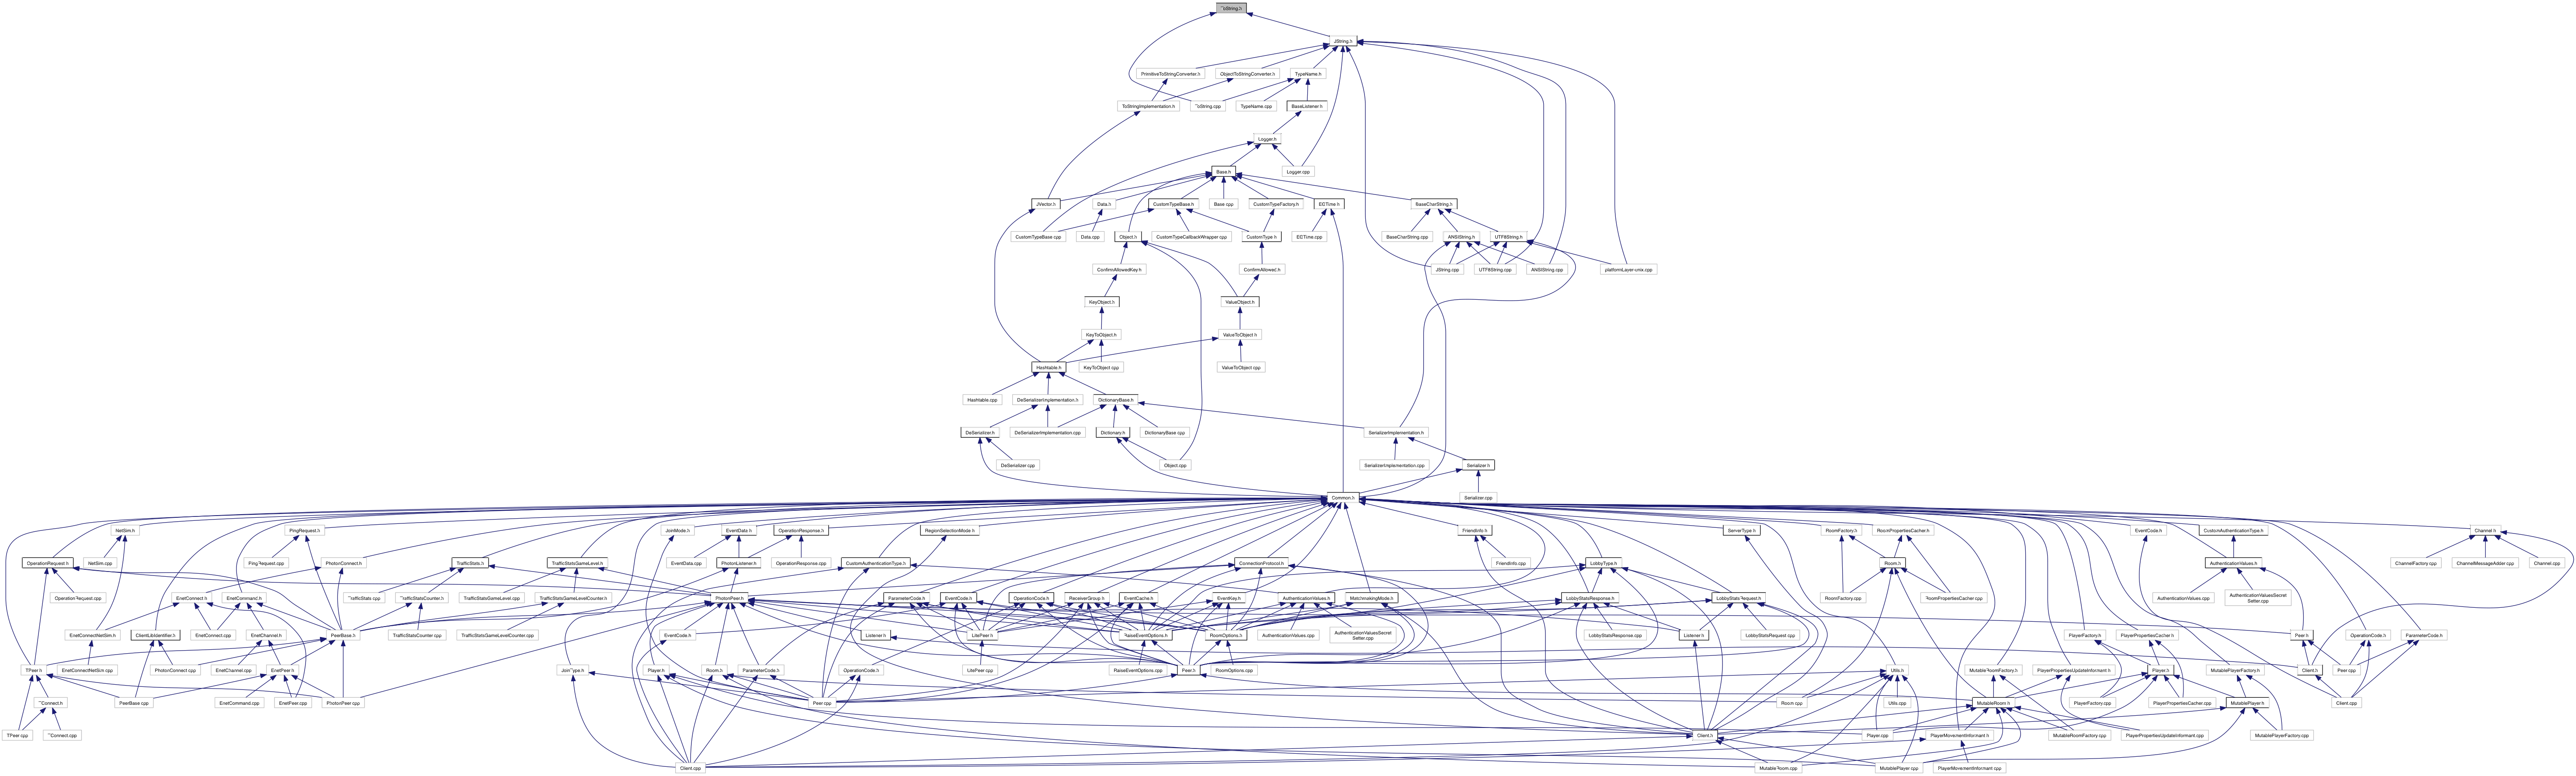 JString.h
PrimitiveToStringConverter.h
ObjectToStringConverter.h
TypeName.h
ToStringImplementation.h
ToString.cpp
TypeName.cpp
BaseListener.h
Logger.h
Logger.cpp
Base.h
JVector.h
Data.h
CustomTypeBase.h
Base.cpp
CustomTypeFactory.h
EGTime.h
BaseCharString.h
CustomTypeBase.cpp
Data.cpp
Object.h
CustomTypeCallbackWrapper.cpp
CustomType.h
EGTime.cpp
BaseCharString.cpp
ANSIString.h
UTF8String.h
ConfirmAllowedKey.h
ConfirmAllowed.h
JString.cpp
UTF8String.cpp
ANSIString.cpp
platformLayer-unix.cpp
KeyObject.h
ValueObject.h
KeyToObject.h
ValueToObject.h
Hashtable.h
KeyToObject.cpp
ValueToObject.cpp
Hashtable.cpp
DeSerializerImplementation.h
DictionaryBase.h
DeSerializer.h
DeSerializerImplementation.cpp
Dictionary.h
DictionaryBase.cpp
SerializerImplementation.h
DeSerializer.cpp
Object.cpp
SerializerImplementation.cpp
Serializer.h
Common.h
Serializer.cpp
NetSim.h
PingRequest.h
JoinMode.h
EventData.h
OperationResponse.h
RegionSelectionMode.h
FriendInfo.h
ServerType.h
RoomFactory.h
RoomPropertiesCacher.h
EventCode.h
CustomAuthenticationType.h
Channel.h
OperationRequest.h
NetSim.cpp
PingRequest.cpp
PhotonConnect.h
TrafficStats.h
TrafficStatsGameLevel.h
EventData.cpp
PhotonListener.h
OperationResponse.cpp
CustomAuthenticationType.h
ConnectionProtocol.h
FriendInfo.cpp
LobbyType.h
Room.h
AuthenticationValues.h
ChannelFactory.cpp
ChannelMessageAdder.cpp
Channel.cpp
OperationRequest.cpp
EnetConnect.h
EnetCommand.h
TrafficStats.cpp
TrafficStatsCounter.h
TrafficStatsGameLevel.cpp
TrafficStatsGameLevelCounter.h
PhotonPeer.h
ParameterCode.h
EventCode.h
OperationCode.h
ReceiverGroup.h
EventCache.h
EventKey.h
AuthenticationValues.h
MatchmakingMode.h
LobbyStatsResponse.h
LobbyStatsRequest.h
RoomFactory.cpp
RoomPropertiesCacher.cpp
AuthenticationValues.cpp
AuthenticationValuesSecret
Setter.cpp
EnetConnectNetSim.h
ClientLibIdentifier.h
EnetConnect.cpp
EnetChannel.h
PeerBase.h
TrafficStatsCounter.cpp
TrafficStatsGameLevelCounter.cpp
EventCode.h
Listener.h
LitePeer.h
RaiseEventOptions.h
RoomOptions.h
AuthenticationValues.cpp
AuthenticationValuesSecret
Setter.cpp
LobbyStatsResponse.cpp
Listener.h
LobbyStatsRequest.cpp
PlayerFactory.h
PlayerPropertiesCacher.h
Peer.h
OperationCode.h
ParameterCode.h
TPeer.h
EnetConnectNetSim.cpp
PhotonConnect.cpp
EnetChannel.cpp
EnetPeer.h
JoinType.h
Player.h
Room.h
ParameterCode.h
OperationCode.h
LitePeer.cpp
RaiseEventOptions.cpp
Peer.h
RoomOptions.cpp
Utils.h
MutableRoomFactory.h
PlayerPropertiesUpdateInformant.h
Player.h
MutablePlayerFactory.h
Client.h
Peer.cpp
PeerBase.cpp
EnetCommand.cpp
EnetPeer.cpp
PhotonPeer.cpp
Peer.cpp
Room.cpp
Utils.cpp
MutableRoom.h
PlayerFactory.cpp
PlayerPropertiesCacher.cpp
MutablePlayer.h
Client.cpp
TPeer.cpp
Client.h
Player.cpp
PlayerMovementInformant.h
MutableRoomFactory.cpp
PlayerPropertiesUpdateInformant.cpp
MutablePlayerFactory.cpp
Client.cpp
MutableRoom.cpp
MutablePlayer.cpp
PlayerMovementInformant.cpp